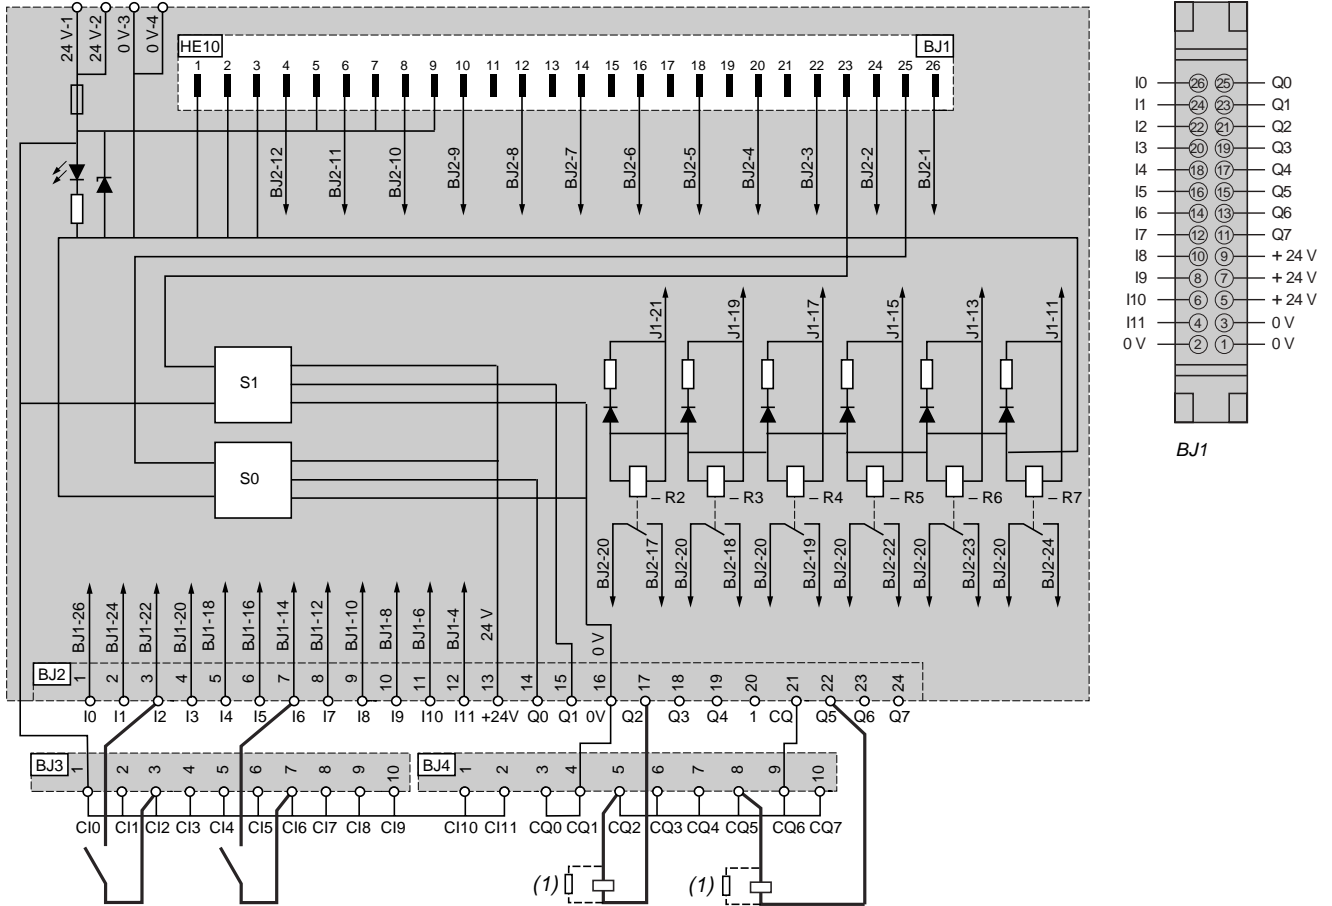 24 V-1
24 V-2
0 V-3
0 V-4
HE10
BJ1
1 2 3 4 5 6 7 8 9 10 11 12 13 14 15 16 17 18 19 20 21 22 23 24 25 26
BJ2-12
BJ2-11
BJ2-10
BJ2-9
BJ2-8
BJ2-7
BJ2-6
BJ2-5
BJ2-4
BJ2-3
BJ2-2
BJ2-1
J1-21
J1-19
J1-17
J1-15
J1-13
J1-11
S1
S0
– R2
– R3
– R4
– R5
– R6
– R7
BJ2-20
BJ2-17
BJ2-20
BJ2-18
BJ2-20
BJ2-19
BJ2-20
BJ2-22
BJ2-20
BJ2-23
BJ2-20
BJ2-24
BJ1-26
BJ1-24
BJ1-22
BJ1-20
BJ1-18
BJ1-16
BJ1-14
BJ1-12
BJ1-10
BJ1-8
BJ1-6
BJ1-4
24 V
0 V
BJ2
1 2 3 4 5 6 7 8 9 10 11 12 13 14 15 16 17 18 19 20 21 22 23 24
I0 I1 I2 I3 I4 I5 I6 I7 I8 I9 I10 I11 +24V Q0 Q1 0V Q2 Q3 Q4 1 CQ Q5 Q6 Q7
BJ3
1 2 3 4 5 6 7 8 9 10
BJ4
1 2 3 4 5 6 7 8 9 10
CI0 CI1 CI2 CI3 CI4 CI5 CI6 CI7 CI8 CI9 CI10 CI11 CQ0 CQ1 CQ2 CQ3 CQ4 CQ5 CQ6 CQ7
(1)
(1)
I0 26 25 Q0
I1 24 23 Q1
I2 22 21 Q2
I3 20 19 Q3
I4 18 17 Q4
I5 16 15 Q5
I6 14 13 Q6
I7 12 11 Q7
I8 10 9 + 24 V
I9 8 7 + 24 V
I10 6 5 + 24 V
I11 4 3 0 V
0 V 2 1 0 V
BJ1